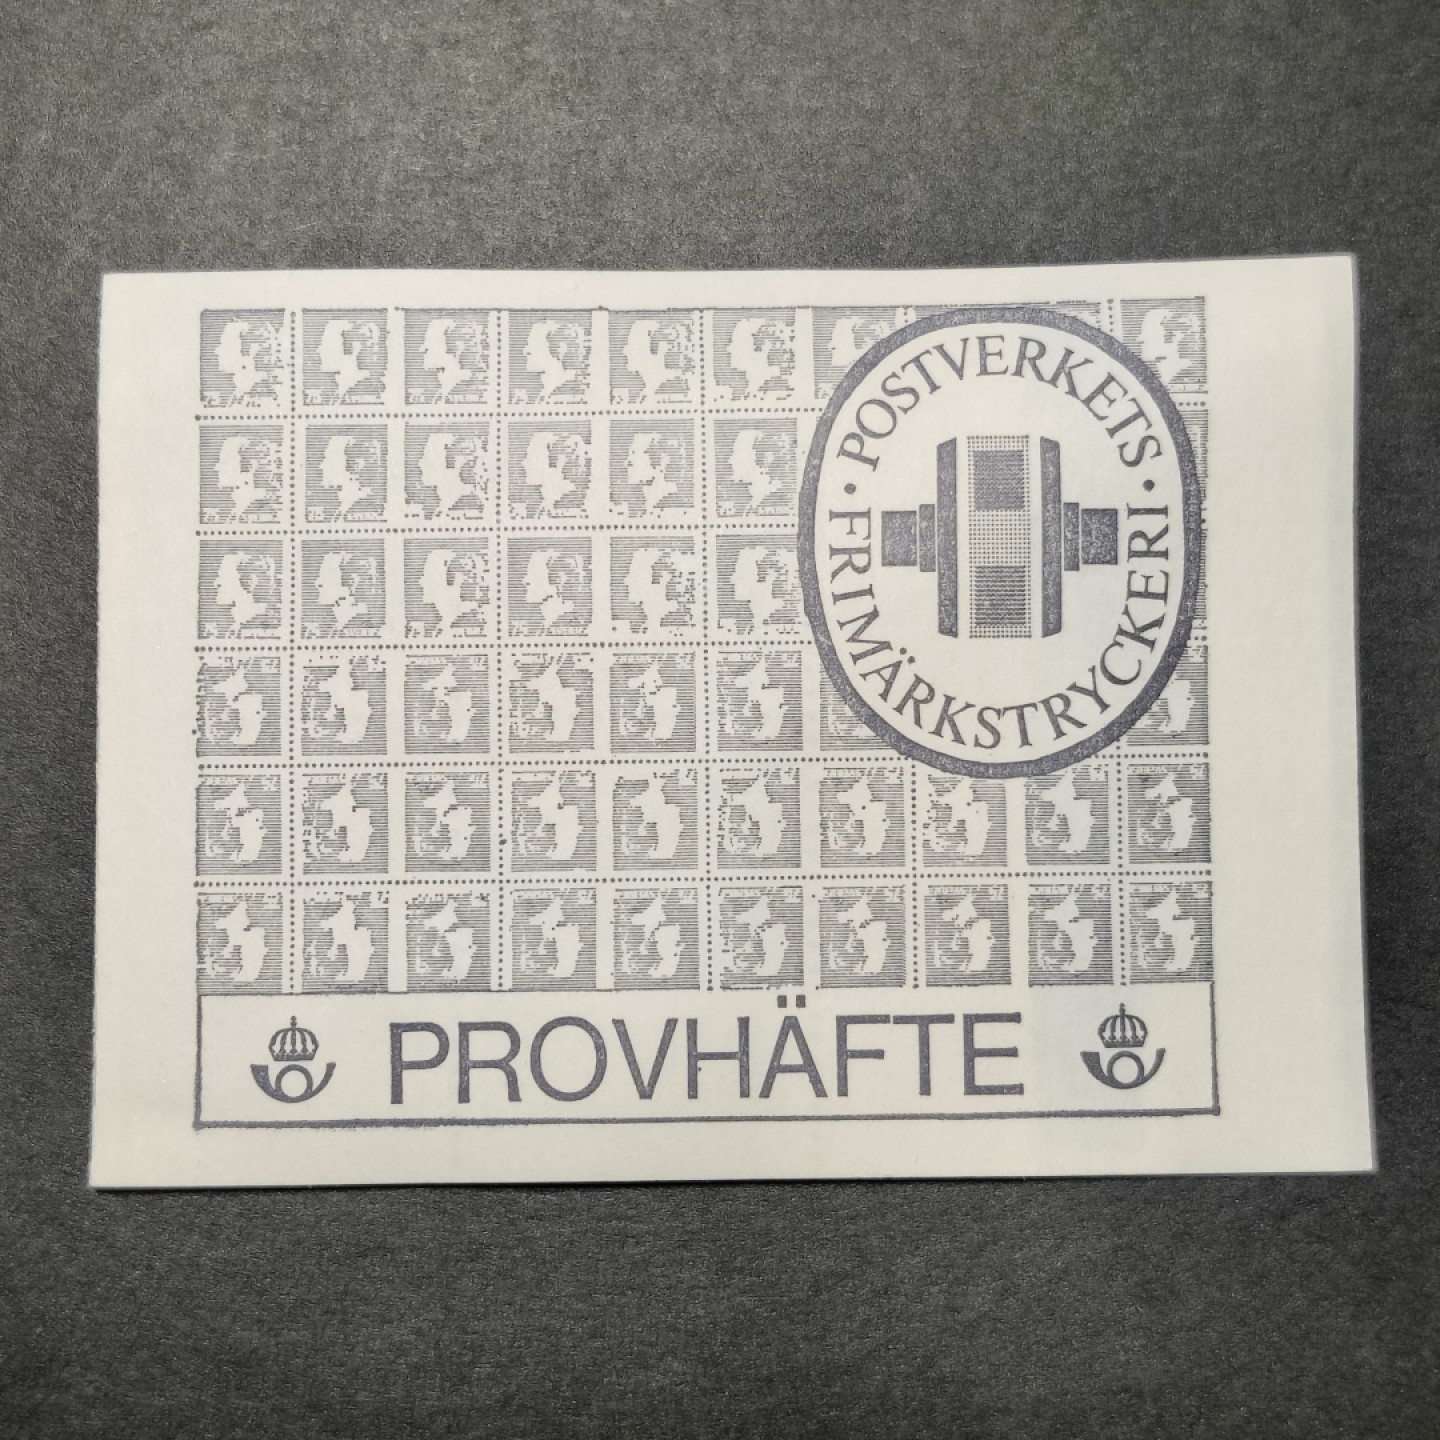 · POSTVERKETS ·
FRIMÄRKSTRYCKERI
PROVHÄFTE